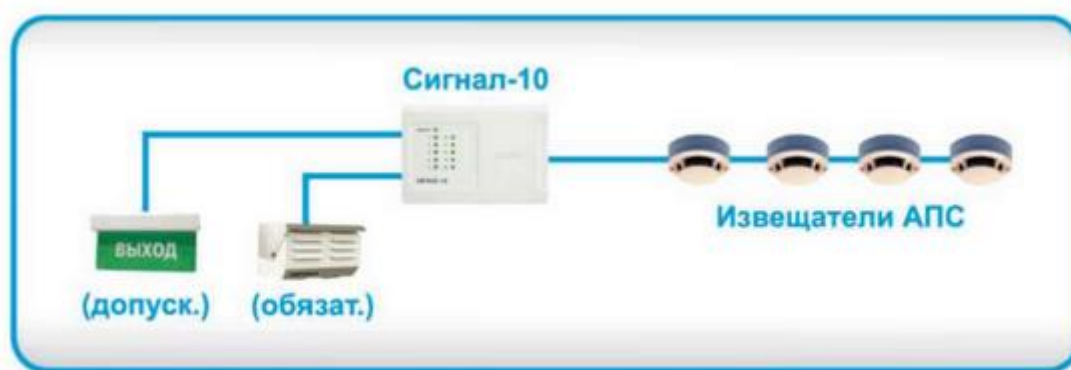 Сигнал-10
ВЫХОД
Извещатели АПС
(допуск.)
(обязат.)